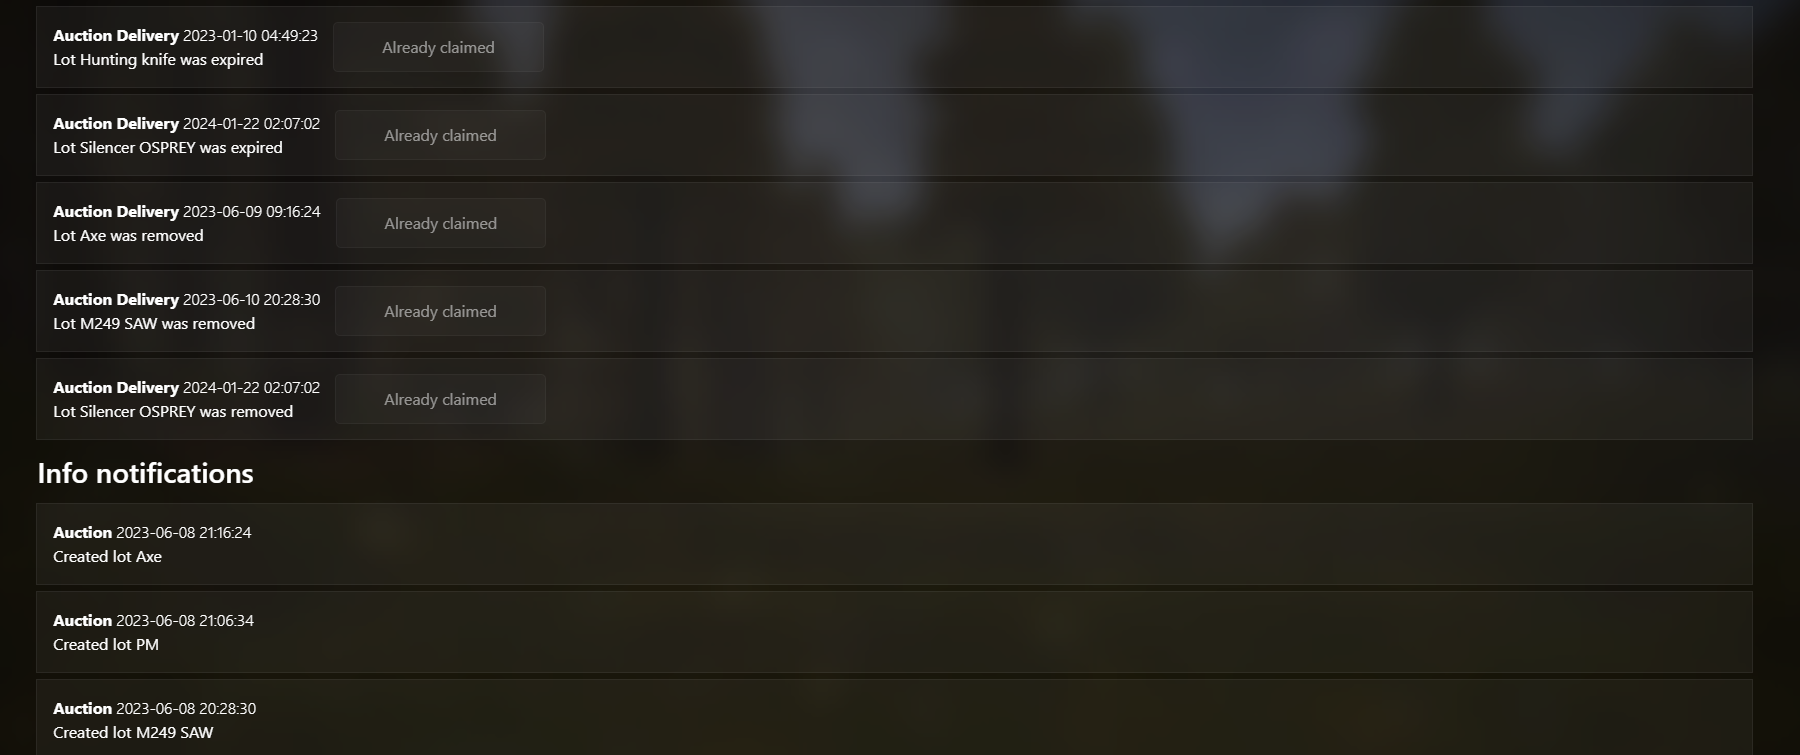 Auction Delivery 2023-01-10 04:49:23
Lot Hunting knife was expired
Already claimed
Auction Delivery 2024-01-22 02:07:02
Lot Silencer OSPREY was expired
Already claimed
Auction Delivery 2023-06-09 09:16:24
Lot Axe was removed
Already claimed
Auction Delivery 2023-06-10 20:28:30
Lot M249 SAW was removed
Already claimed
Auction Delivery 2024-01-22 02:07:02
Lot Silencer OSPREY was removed
Already claimed
Info notifications
Auction 2023-06-08 21:16:24
Created lot Axe
Auction 2023-06-08 21:06:34
Created lot PM
Auction 2023-06-08 20:28:30
Created lot M249 SAW